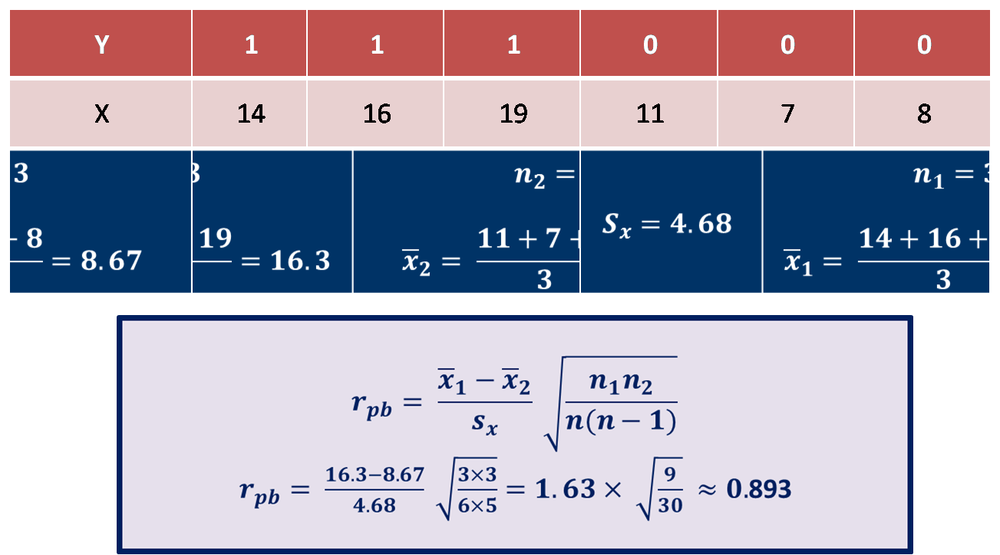 Y 1 1 1 0 0 0
X 14 16 19 11 7 8
3 n₂ = n₁ =
Sₓ = 4.68
- 8 / = 8.67 19 / = 16.3 x̅₂ = (11 + 7 +) / 3 x̅₁ = (14 + 16 +) / 3
r_pb = (x̅₁ − x̅₂) / sₓ √(n₁n₂ / n(n − 1))
r_pb = (16.3−8.67) / 4.68 √(3×3 / 6×5) = 1.63 × √(9 / 30) ≈ 0.893